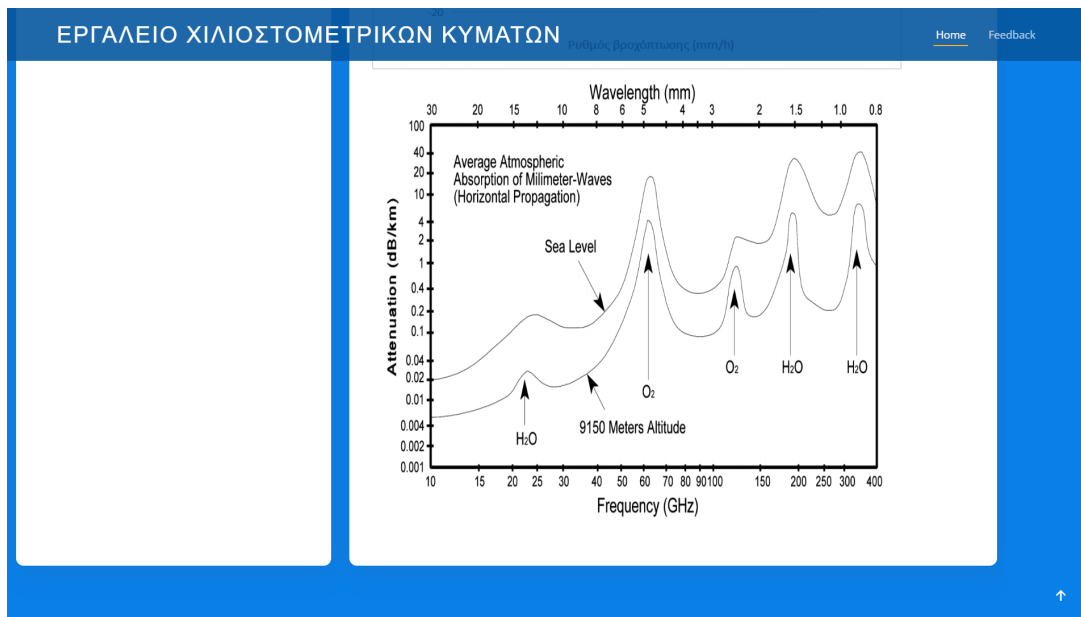 -20
ΕΡΓΑΛΕΙΟ ΧΙΛΙΟΣΤΟΜΕΤΡΙΚΩΝ ΚΥΜΑΤΩΝ
Ρυθμός βροχόπτωσης (mm/h)
Home Feedback
Wavelength (mm)
30 20 15 10 8 6 5 4 3 2 1.5 1.0 0.8
100
40
20
10
4
2
1
0.4
0.2
0.1
0.04
0.02
0.01
0.004
0.002
0.001
Attenuation (dB/km)
Average Atmospheric
Absorption of Milimeter-Waves
(Horizontal Propagation)
Sea Level
O2 H2O H2O
O2
9150 Meters Altitude
H2O
10 15 20 25 30 40 50 60 70 80 90 100 150 200 250 300 400
Frequency (GHz)